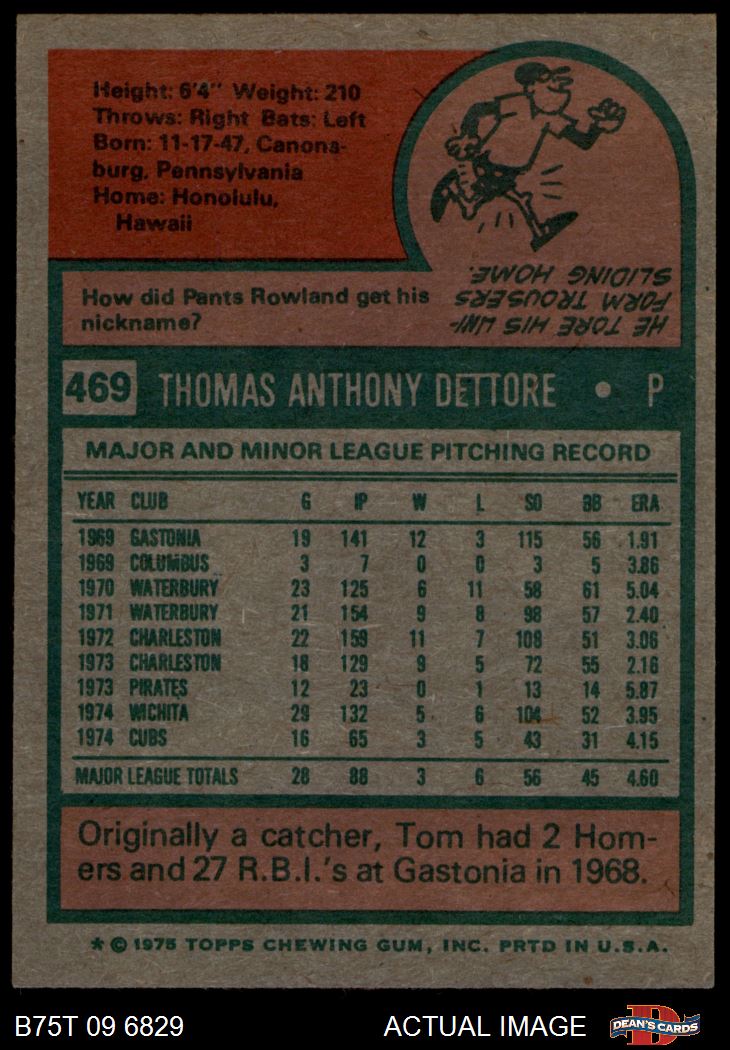 Height: 6'4" Weight: 210
Throws: Right Bats: Left
Born: 11-17-47, Canons-
burg, Pennsylvania
Home: Honolulu,
Hawaii
How did Pants Rowland get his
nickname?
HE TORE HIS UNI-
FORM TROUSERS
SLIDING HOME.
469 THOMAS ANTHONY DETTORE • P
MAJOR AND MINOR LEAGUE PITCHING RECORD
YEAR CLUB G IP W L SO BB ERA
1969 GASTONIA 19 141 12 3 115 56 1.91
1969 COLUMBUS 3 7 0 0 3 5 3.86
1970 WATERBURY 23 125 6 11 58 61 5.04
1971 WATERBURY 21 154 9 8 98 57 2.40
1972 CHARLESTON 22 159 11 7 108 51 3.06
1973 CHARLESTON 18 129 9 5 72 55 2.16
1973 PIRATES 12 23 0 1 13 14 5.87
1974 WICHITA 29 132 5 6 104 52 3.95
1974 CUBS 16 65 3 5 43 31 4.15
MAJOR LEAGUE TOTALS 28 88 3 6 56 45 4.60
Originally a catcher, Tom had 2 Hom-
ers and 27 R.B.I.'s at Gastonia in 1968.
* © 1975 TOPPS CHEWING GUM, INC. PRTD IN U.S.A.
B75T 09 6829 ACTUAL IMAGE DEAN'S CARDS